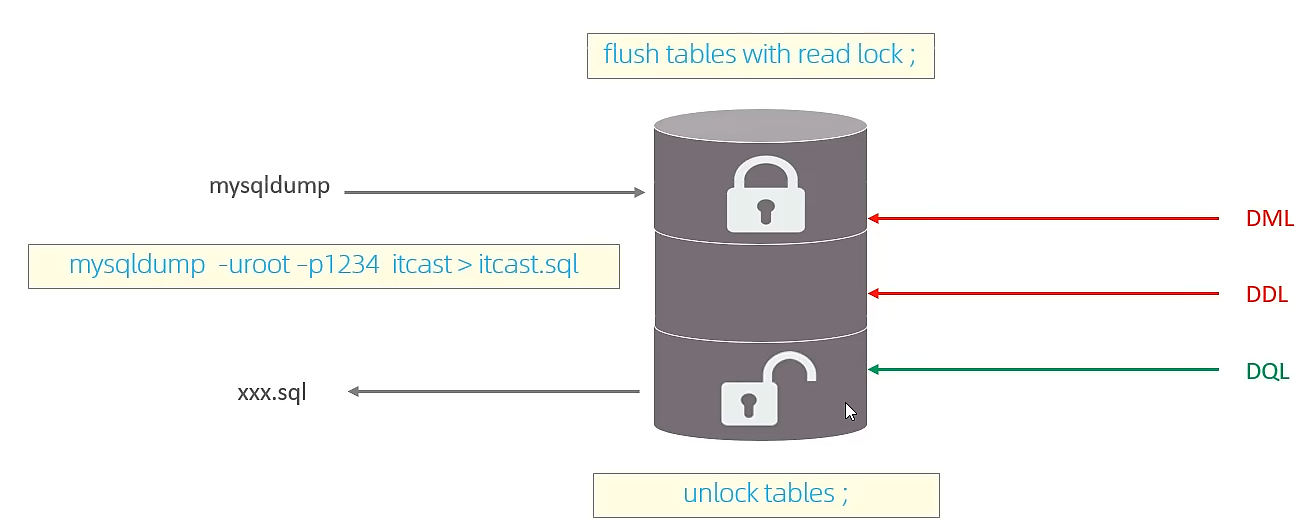 flush tables with read lock ;
mysqldump
DML
mysqldump -uroot –p1234 itcast > itcast.sql
DDL
DQL
xxx.sql
unlock tables ;